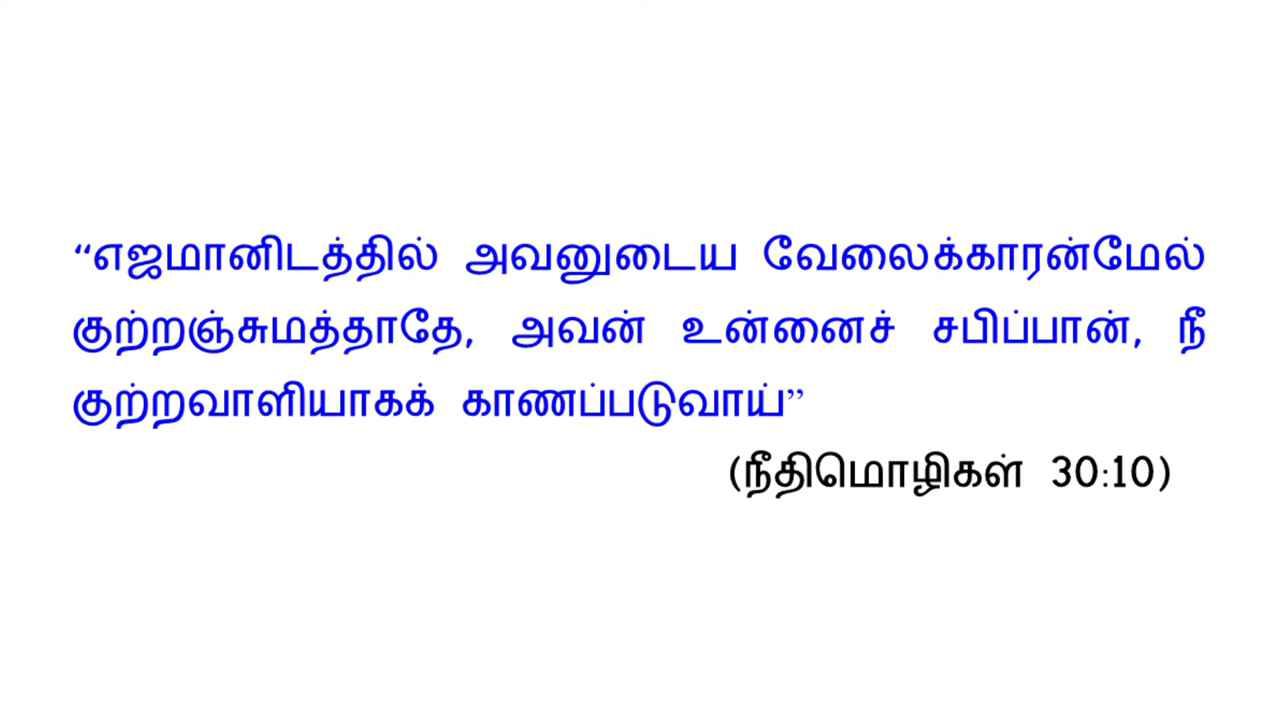 “எஜமானிடத்தில் அவனுடைய வேலைக்காரன்மேல்
குற்றஞ்சுமத்தாதே, அவன் உன்னைச் சபிப்பான், நீ
குற்றவாளியாகக் காணப்படுவாய்”
(நீதிமொழிகள் 30:10)